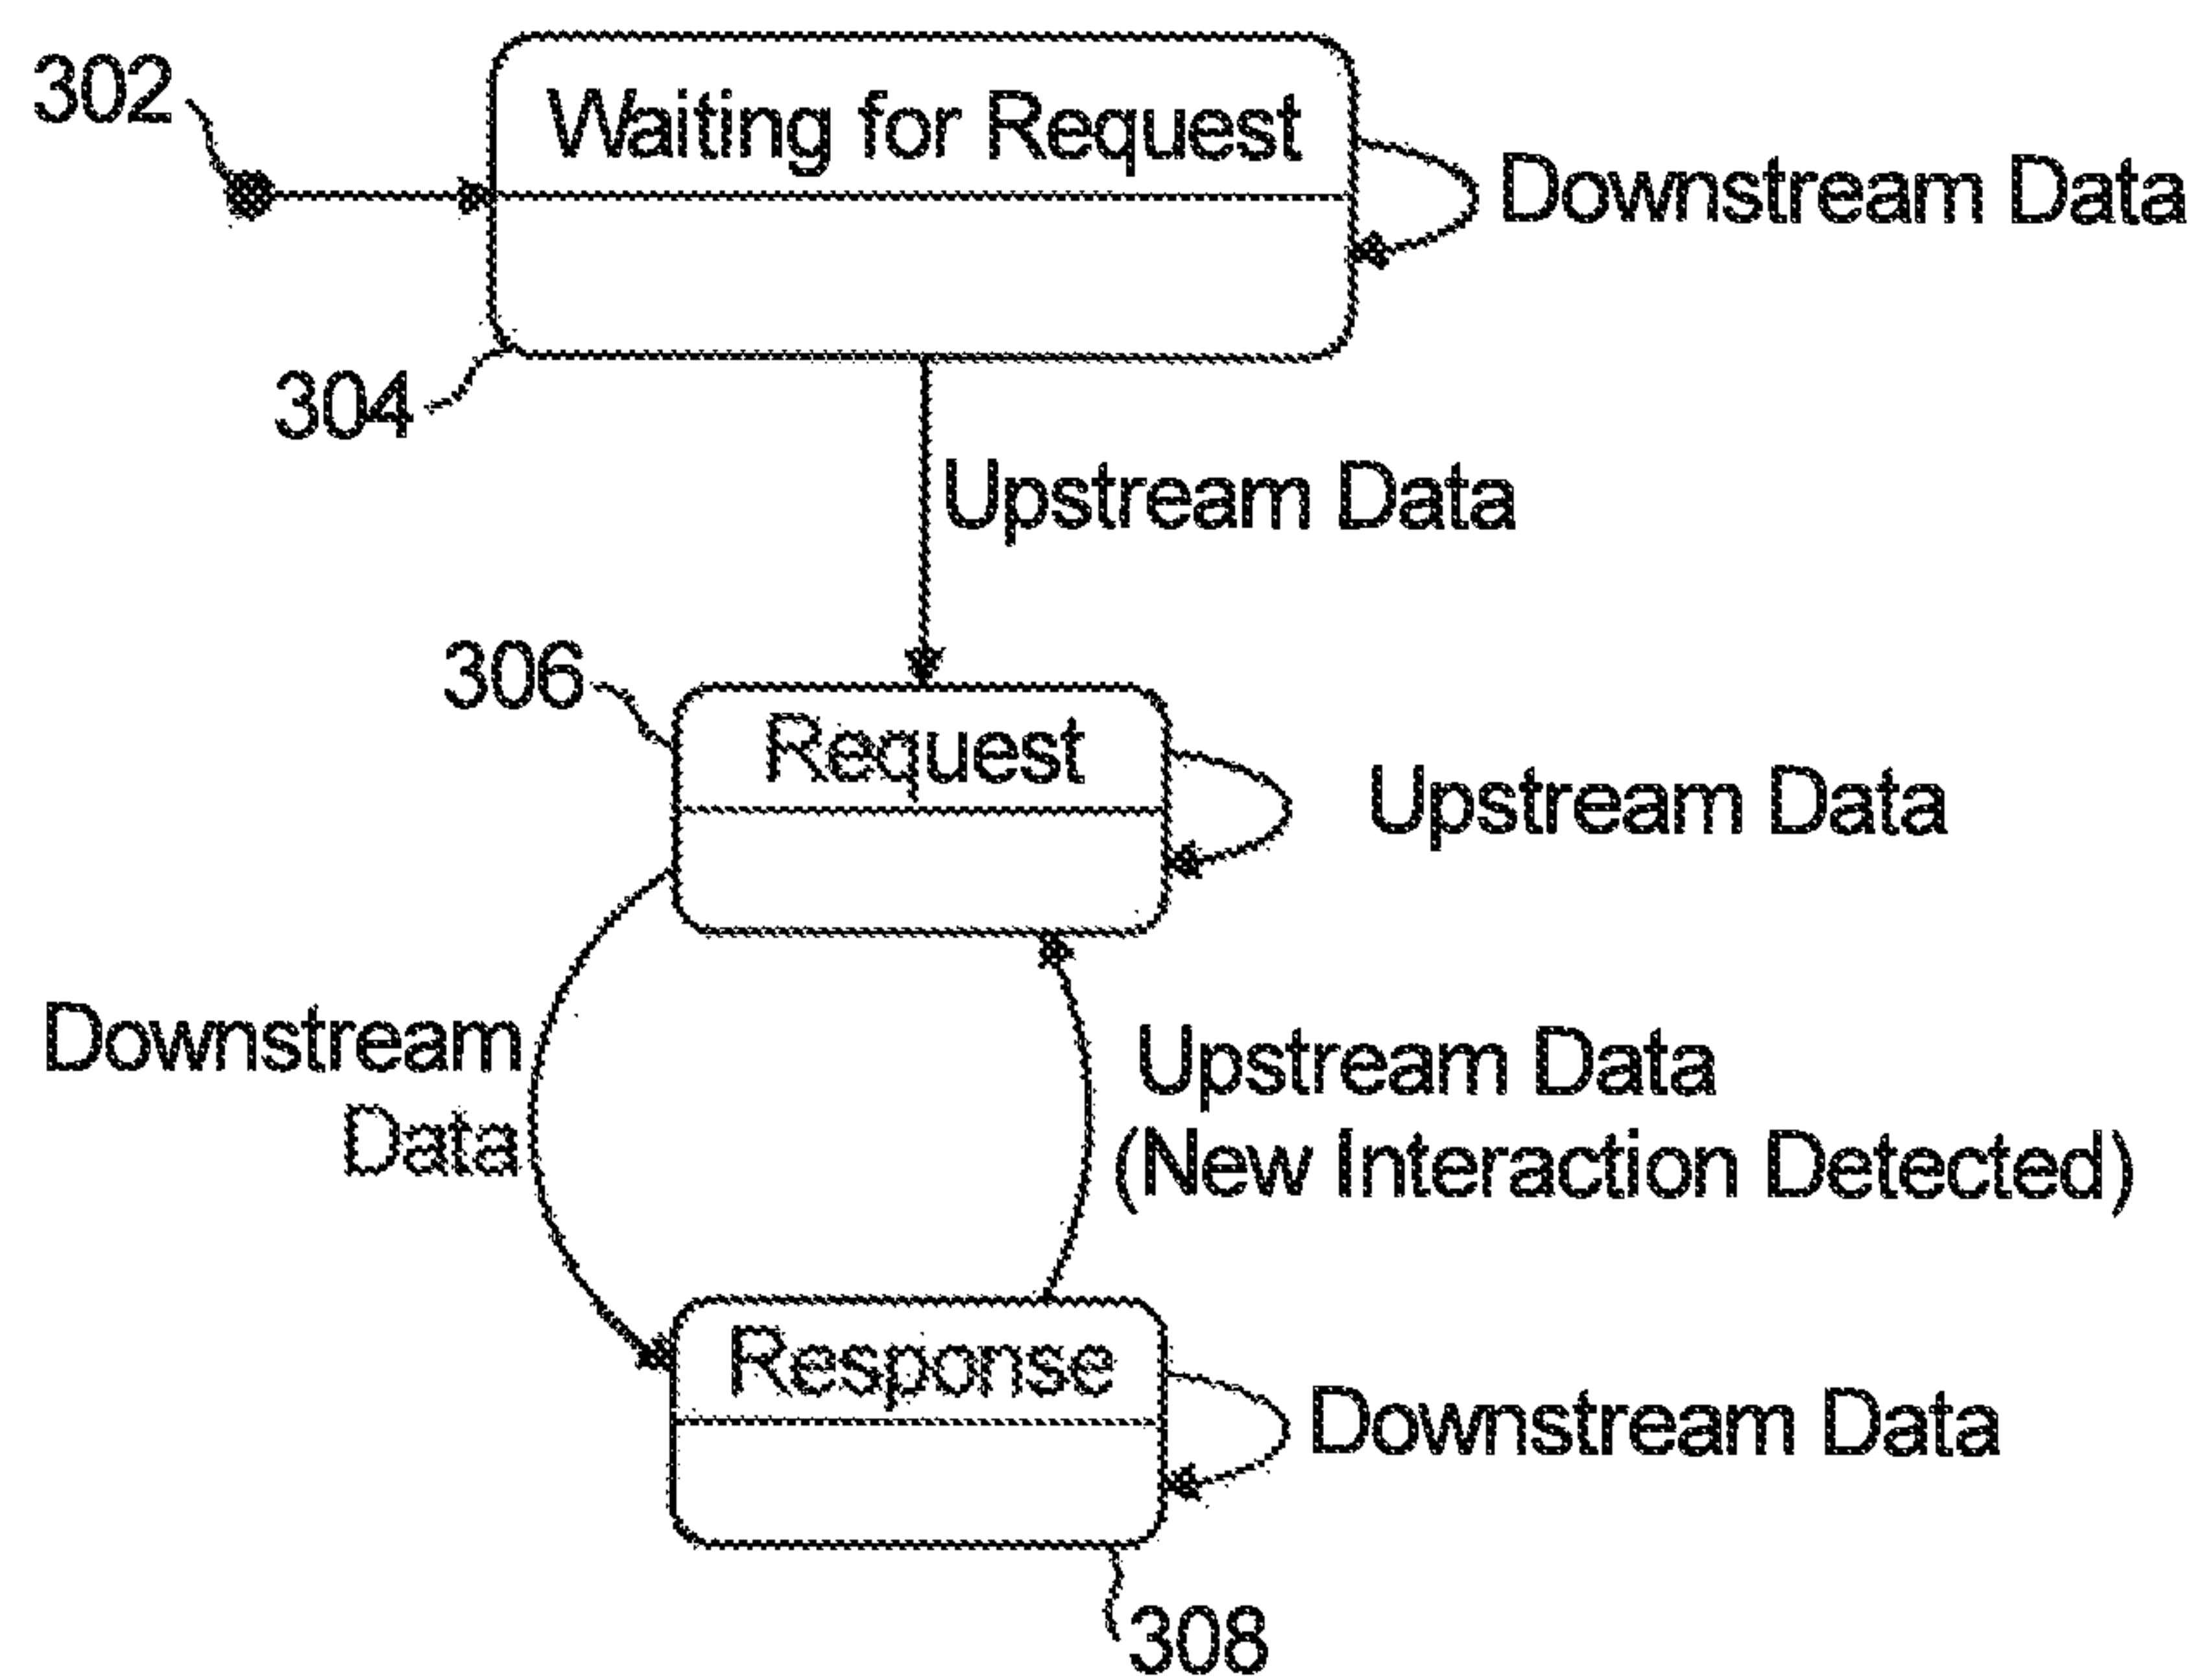 302
Waiting for Request
Downstream Data
304
Upstream Data
306
Request
Upstream Data
Downstream
Data
Upstream Data
(New Interaction Detected)
Response
Downstream Data
308